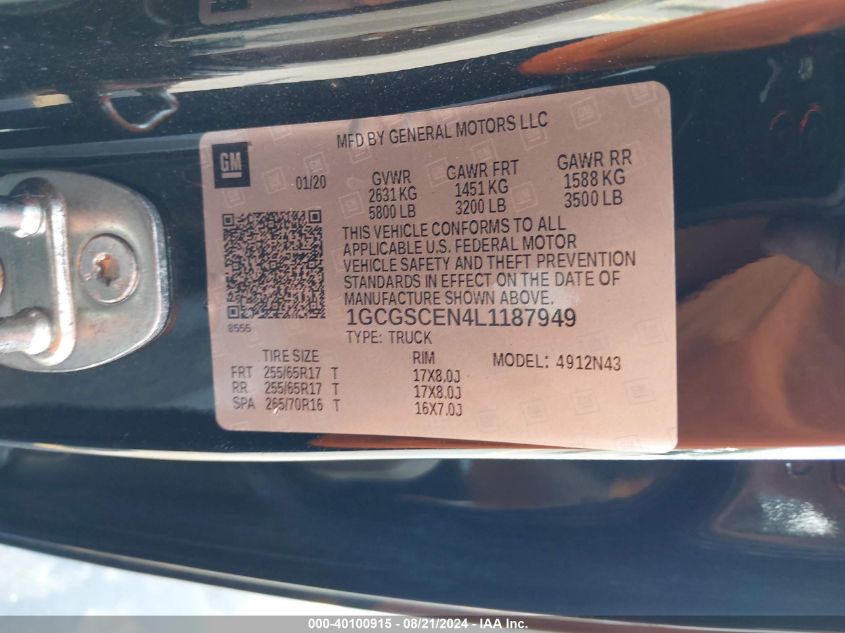 MFD BY GENERAL MOTORS LLC
GM
01/20
GVWR GAWR FRT GAWR RR
2631 KG 1451 KG 1588 KG
5800 LB 3200 LB 3500 LB
THIS VEHICLE CONFORMS TO ALL
APPLICABLE U.S. FEDERAL MOTOR
VEHICLE SAFETY AND THEFT PREVENTION
STANDARDS IN EFFECT ON THE DATE OF
MANUFACTURE SHOWN ABOVE.
8555
1GCGSCEN4L1187949
TYPE: TRUCK
TIRE SIZE RIM MODEL: 4912N43
FRT 255/65R17 T 17X8.0J
RR 255/65R17 T 17X8.0J
SPA 265/70R16 T 16X7.0J
000-40100915 - 08/21/2024 - IAA Inc.